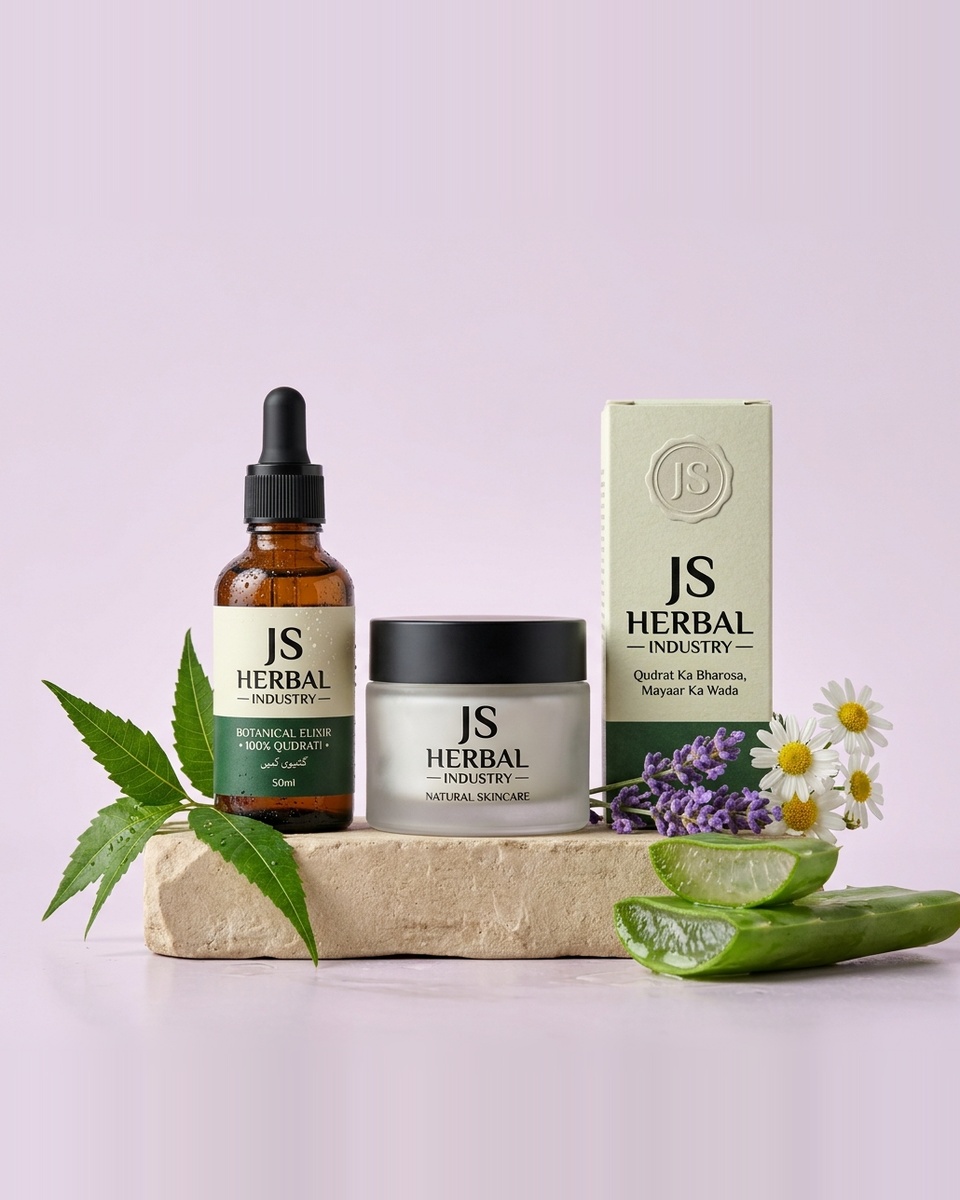 JS
HERBAL
INDUSTRY
BOTANICAL ELIXIR
• 100% QUDRATI •
50ml
JS
HERBAL
INDUSTRY
NATURAL SKINCARE
JS
JS
HERBAL
INDUSTRY
Qudrat Ka Bharosa,
Mayaar Ka Wada